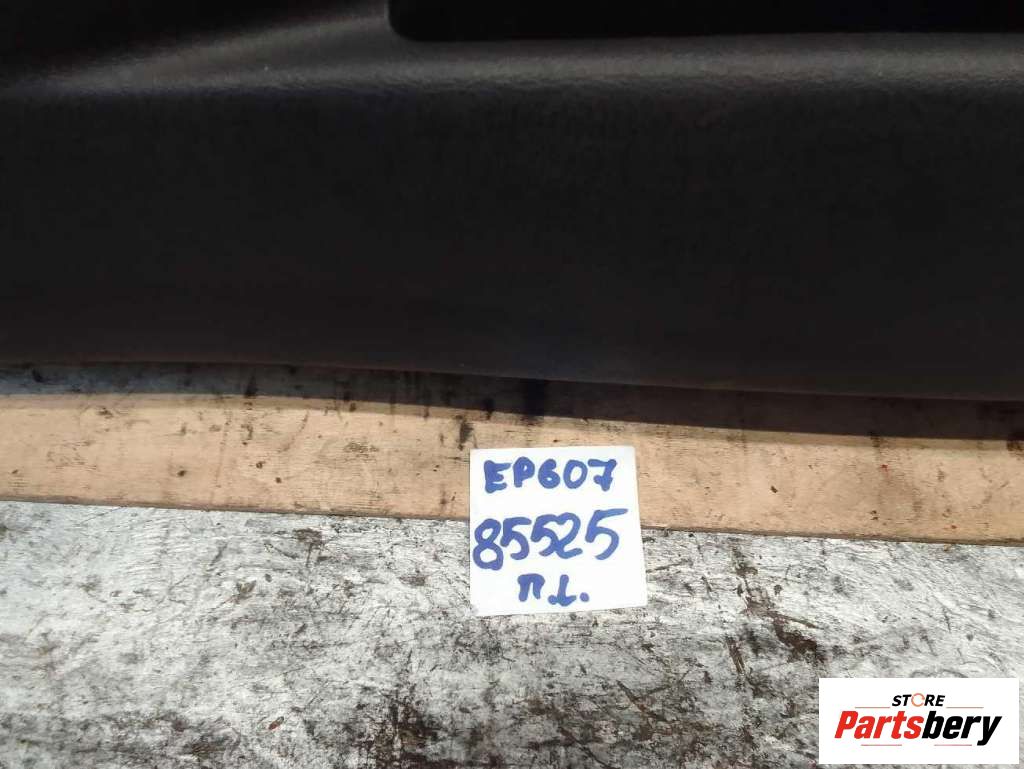 EP607
85525
п L.
STORE
Partsbery